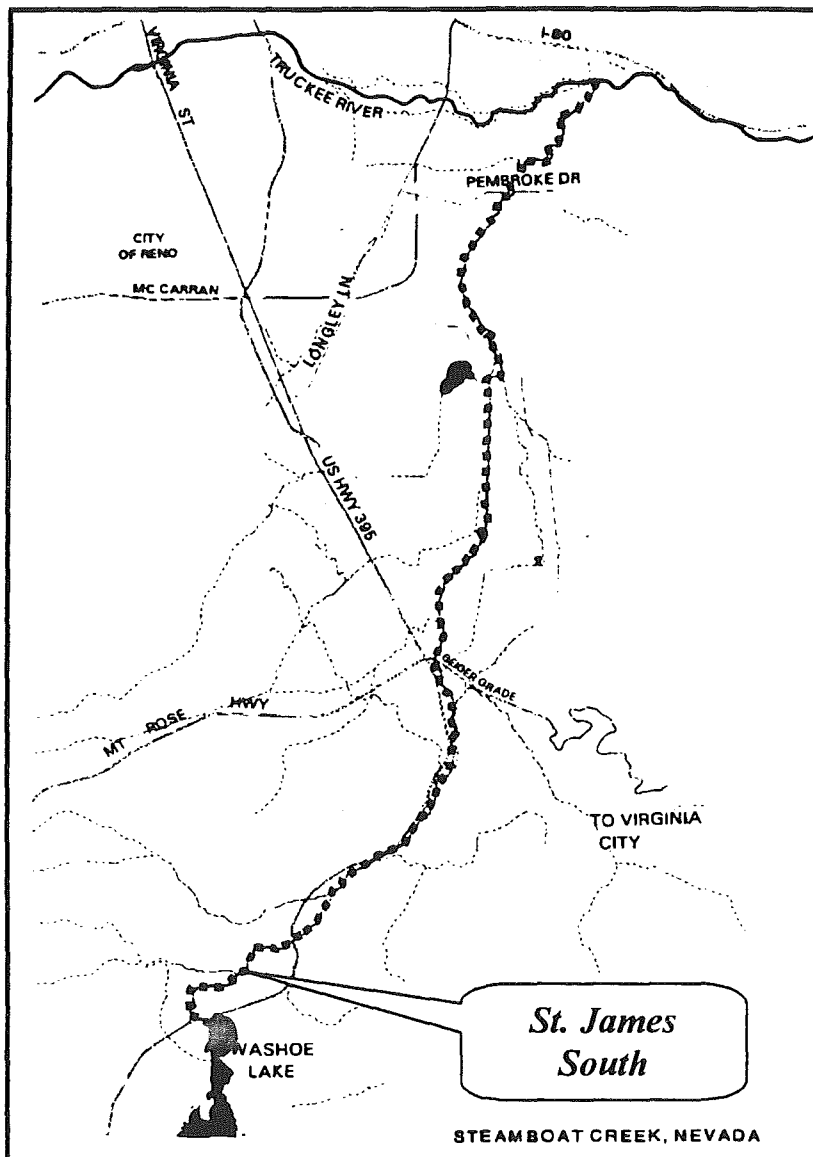 I-80
VIRGINIA
ST
TRUCKEE RIVER
PEMBROKE DR
CITY
OF RENO
MC CARRAN
LONGLEY LN
US HWY 395
GEIGER GRADE
MT ROSE HWY
TO VIRGINIA
CITY
St. James
South
WASHOE
LAKE
STEAMBOAT CREEK, NEVADA